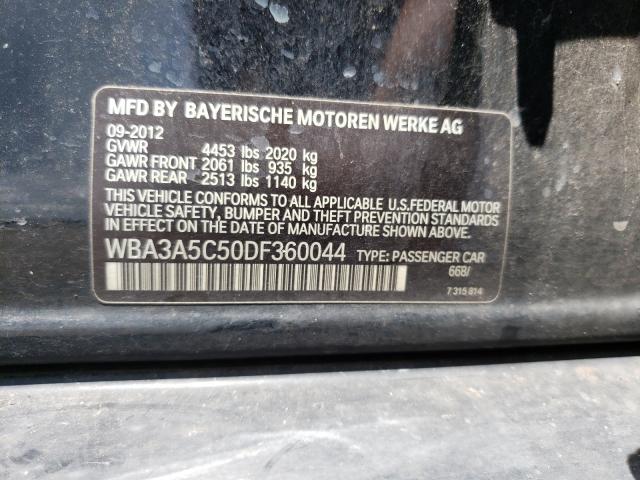 MFD BY BAYERISCHE MOTOREN WERKE AG
09-2012
GVWR 4453 lbs 2020 kg
GAWR FRONT 2061 lbs 935 kg
GAWR REAR 2513 lbs 1140 kg
THIS VEHICLE CONFORMS TO ALL APPLICABLE U.S.FEDERAL MOTOR
VEHICLE SAFETY, BUMPER AND THEFT PREVENTION STANDARDS
IN EFFECT ON THE DATE OF MANUFACTURE SHOWN ABOVE.
WBA3A5C50DF360044 TYPE: PASSENGER CAR
668/
7 315 814